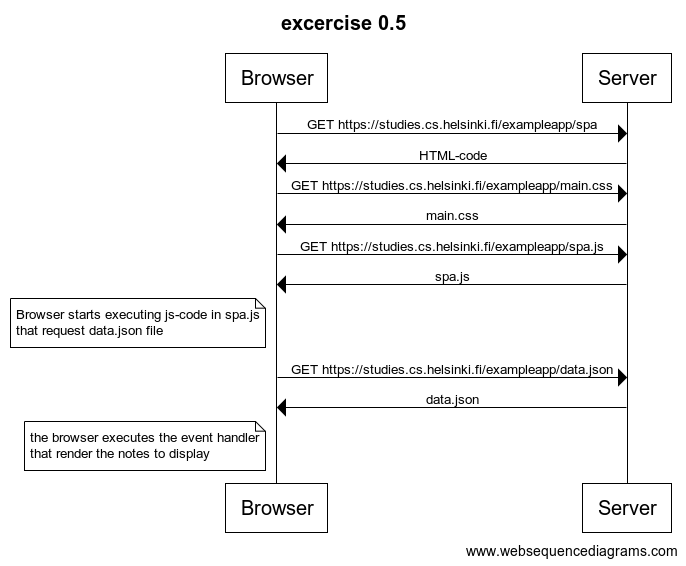 excercise 0.5
Browser
Server
GET https://studies.cs.helsinki.fi/exampleapp/spa
HTML-code
GET https://studies.cs.helsinki.fi/exampleapp/main.css
main.css
GET https://studies.cs.helsinki.fi/exampleapp/spa.js
spa.js
Browser starts executing js-code in spa.js
that request data.json file
GET https://studies.cs.helsinki.fi/exampleapp/data.json
data.json
the browser executes the event handler
that render the notes to display
Browser
Server
www.websequencediagrams.com